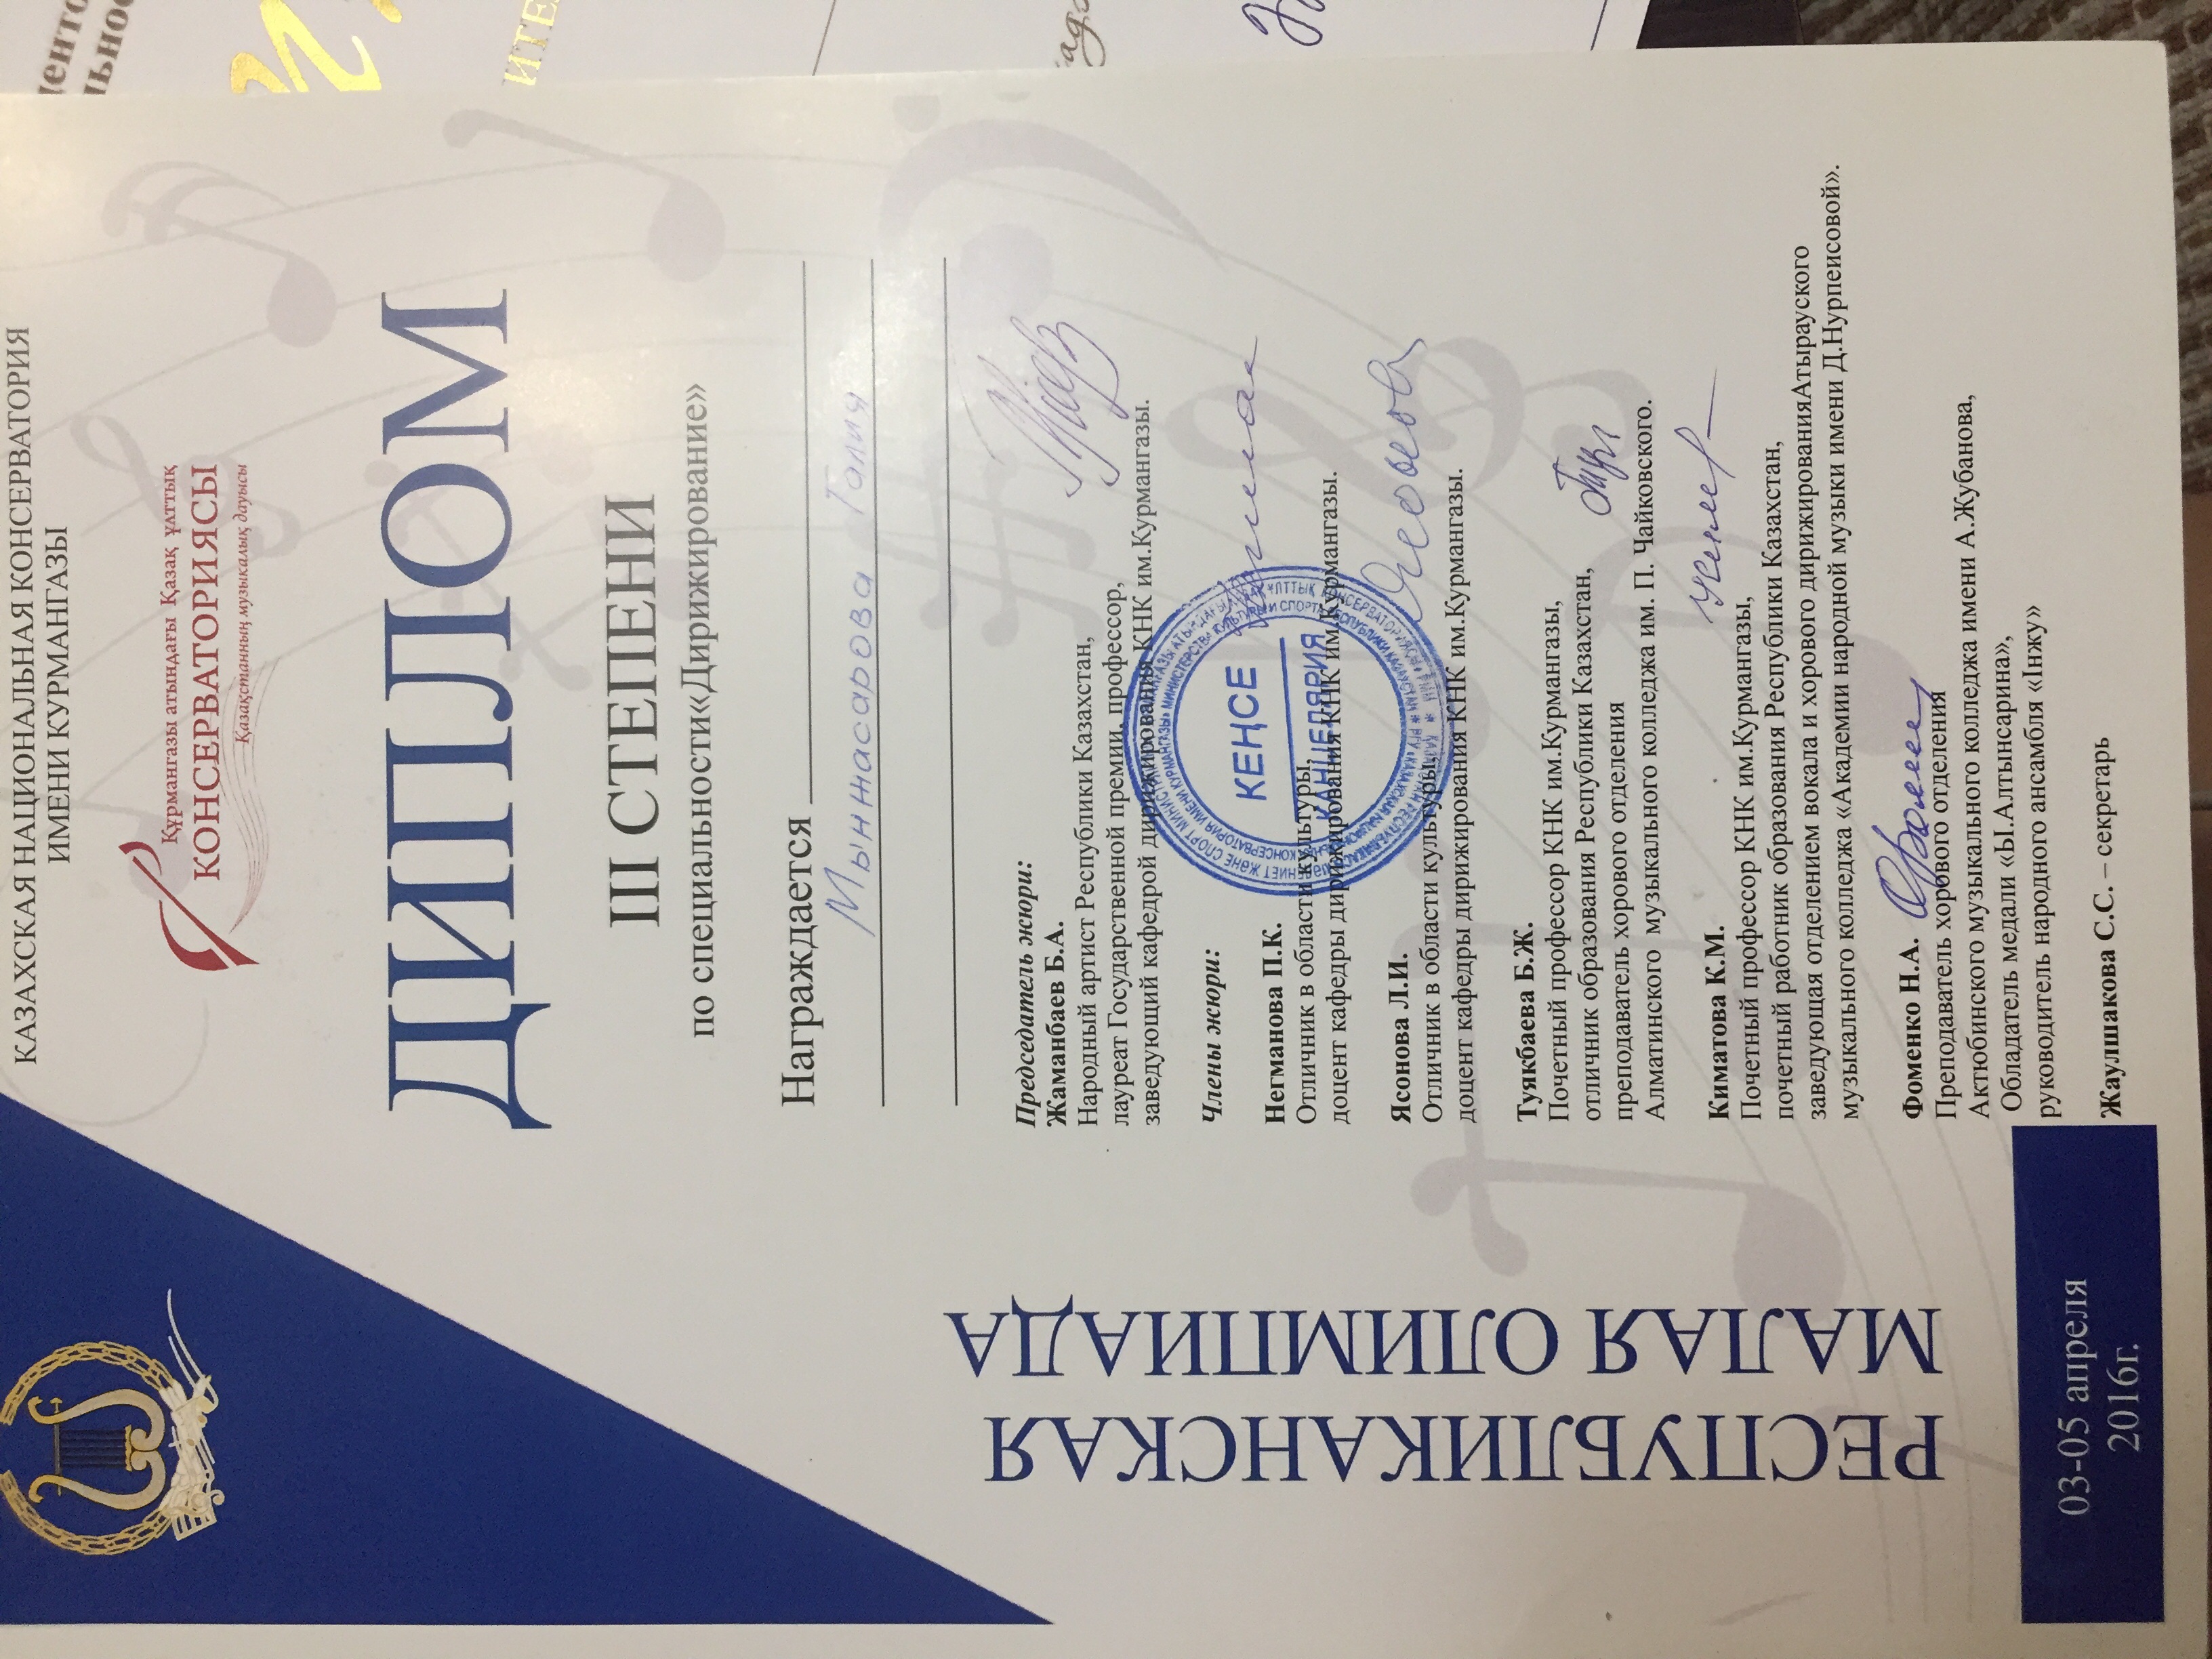 КАЗАХСКАЯ НАЦИОНАЛЬНАЯ КОНСЕРВАТОРИЯ
ИМЕНИ КУРМАНГАЗЫ
Құрманғазы атындағы Қазақ ұлттық
КОНСЕРВАТОРИЯСЫ
Қазақстанның музыкалық дауысы
ДИПЛОМ
III СТЕПЕНИ
по специальности«Дирижирование»
Награждается
Мыннасарова Галия
Председатель жюри:
Жаманбаев Б.А.
Народный артист Республики Казахстан,
лауреат Государственной премии, профессор,
заведующий кафедрой дирижирования КНК им.Курмангазы.
Члены жюри:
Негманова П.К.
Отличник в области культуры,
доцент кафедры дирижирования КНК им.Курмангазы.
Ясонова Л.И.
Отличник в области культуры,
доцент кафедры дирижирования КНК им.Курмангазы.
Туякбаева Б.Ж.
Почетный профессор КНК им.Курмангазы,
отличник образования Республики Казахстан,
преподаватель хорового отделения
Алматинского музыкального колледжа им. П. Чайковского.
Киматова К.М.
Почетный профессор КНК им.Курмангазы,
почетный работник образования Республики Казахстан,
заведующая отделением вокала и хорового дирижированияАтырауского
музыкального колледжа «Академии народной музыки имени Д.Нурпеисовой».
Фоменко Н.А.
Преподаватель хорового отделения
Актюбинского музыкального колледжа имени А.Жубанова,
Обладатель медали «Ы.Алтынсарина»,
руководитель народного ансамбля «Інжу»
Жаулшакова С.С. – секретарь
КЕҢСЕ
КАНЦЕЛЯРИЯ
РЕСПУБЛИКАНСКАЯ
МАЛАЯ ОЛИМПИАДА
03-05 апреля
2016г.